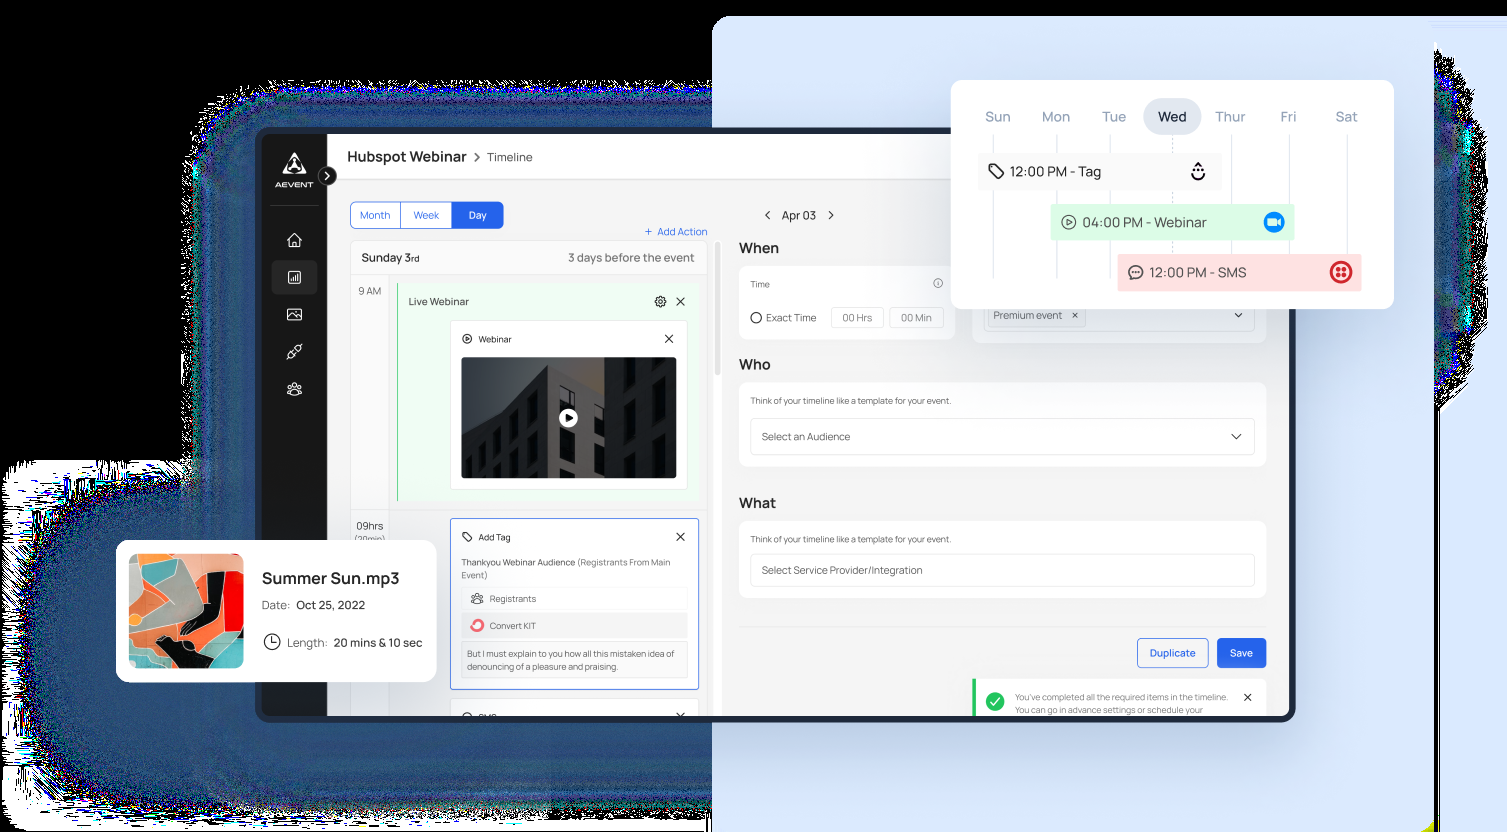 AEVENT
Hubspot Webinar > Timeline
Month Week Day
+ Add Action
Sunday 3rd 3 days before the event
9 AM
Live Webinar
Webinar
09hrs
(20min)
Add Tag
Thankyou Webinar Audience (Registrants From Main
Event)
Registrants
Convert KIT
But I must explain to you how all this mistaken idea of
denouncing of a pleasure and praising.
Summer Sun.mp3
Date: Oct 25, 2022
Length: 20 mins & 10 sec
< Apr 03 >
When
Time
Exact Time 00 Hrs 00 Min
Premium event ×
Who
Think of your timeline like a template for your event.
Select an Audience
What
Think of your timeline like a template for your event.
Select Service Provider/Integration
Duplicate Save
You've completed all the required items in the timeline.
You can go in advance settings or schedule your
Sun Mon Tue Wed Thur Fri Sat
12:00 PM - Tag
04:00 PM - Webinar
12:00 PM - SMS